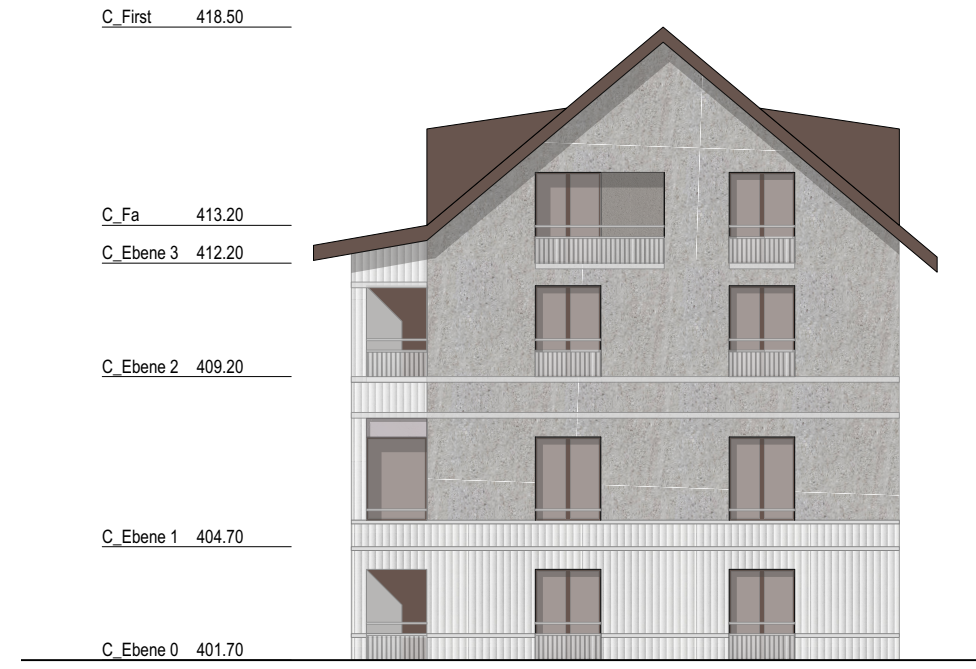 C_First 418.50
C_Fa 413.20
C_Ebene 3 412.20
C_Ebene 2 409.20
C_Ebene 1 404.70
C_Ebene 0 401.70